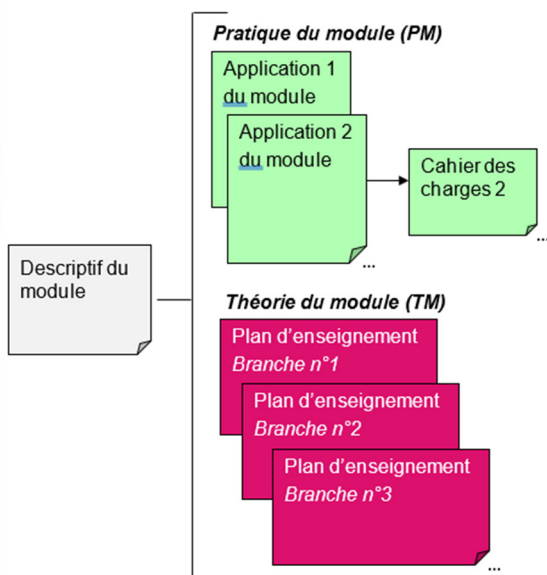 Pratique du module (PM)
Application 1
du module
Application 2
du module
...
Cahier des
charges 2
...
Descriptif du
module
Théorie du module (TM)
Plan d'enseignement
Branche n°1
Plan d'enseignement
Branche n°2
Plan d'enseignement
Branche n°3
...